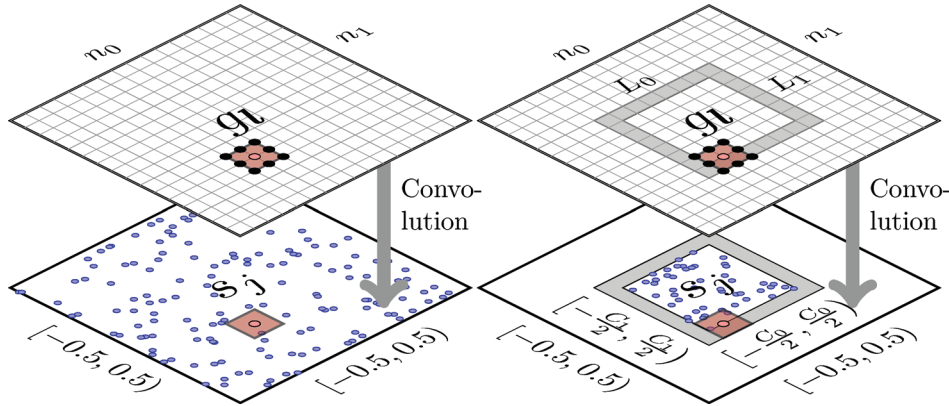 n₀
n₁
g_l
Convo-
lution
s_j
[−0.5, 0.5)
[−0.5, 0.5)
n₀
n₁
L₀
L₁
g_l
Convo-
lution
s_j
[−C₁/2, C₁/2)
[−C₀/2, C₀/2)
[−0.5, 0.5)
[−0.5, 0.5)